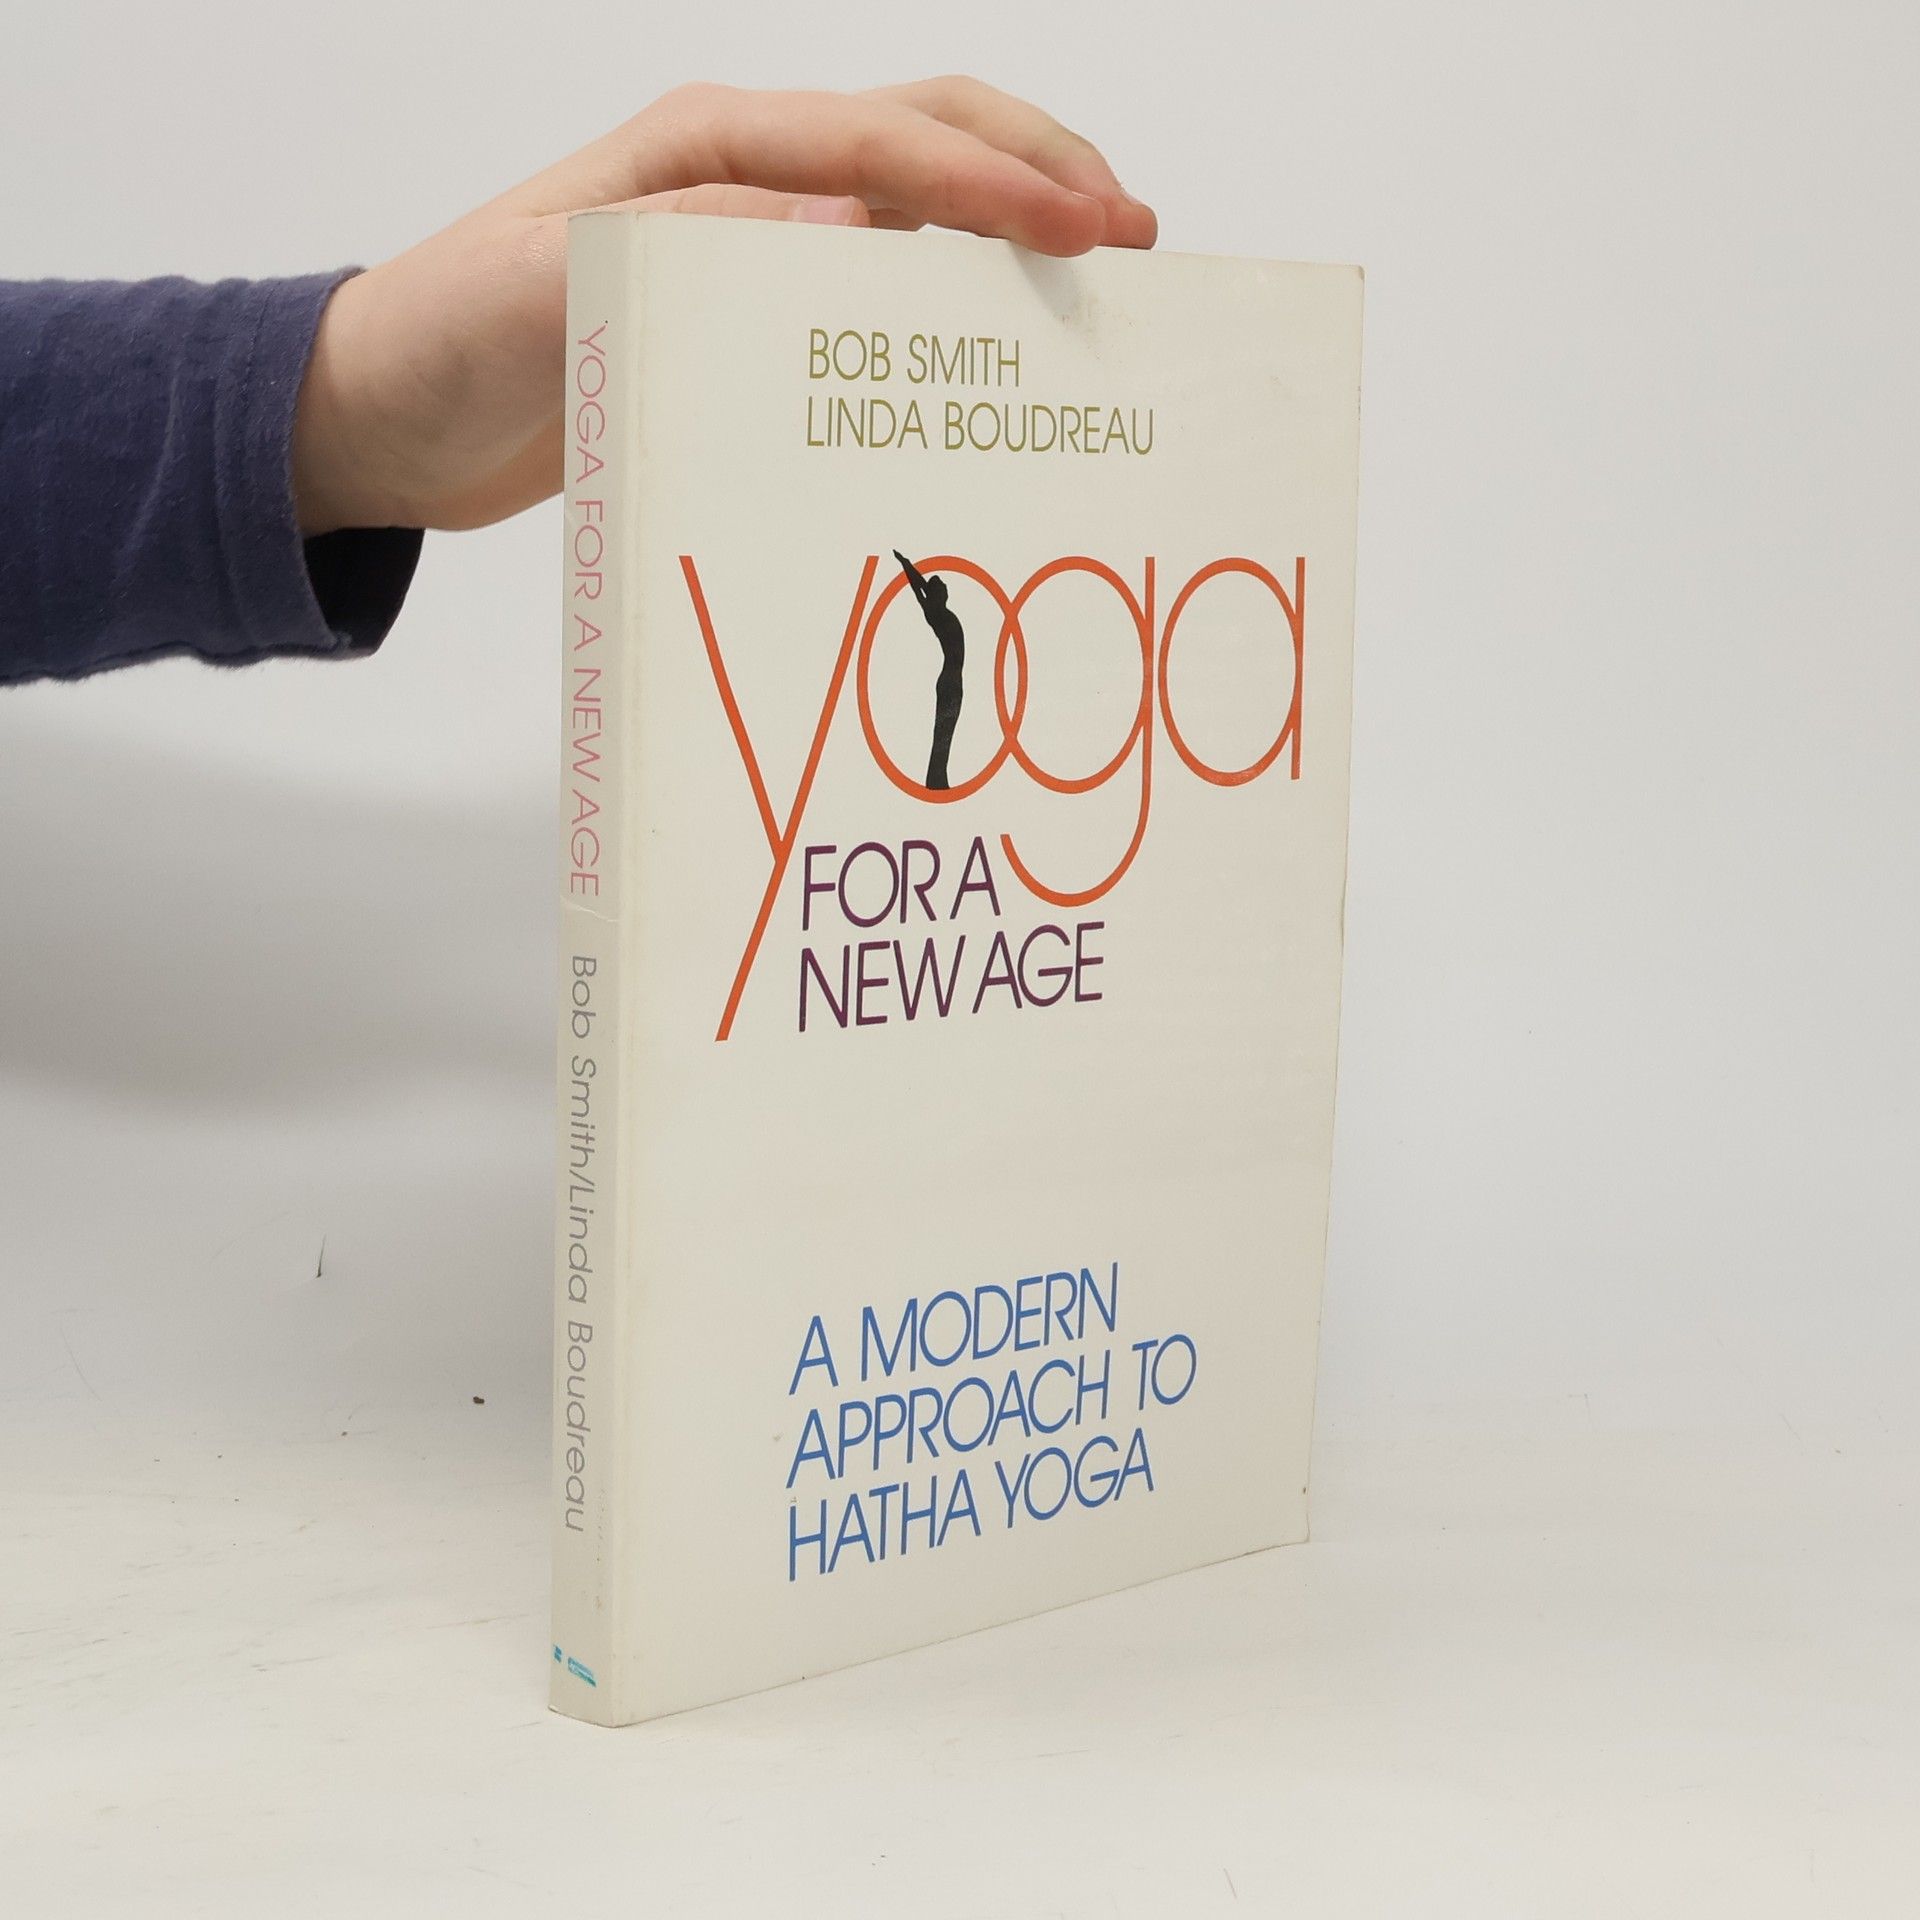 BOB SMITH
LINDA BOUDREAU
yoga
FOR A
NEW AGE
A MODERN
APPROACH TO
HATHA YOGA
YOGA FOR A NEW AGE Bob Smith/Linda Boudreau